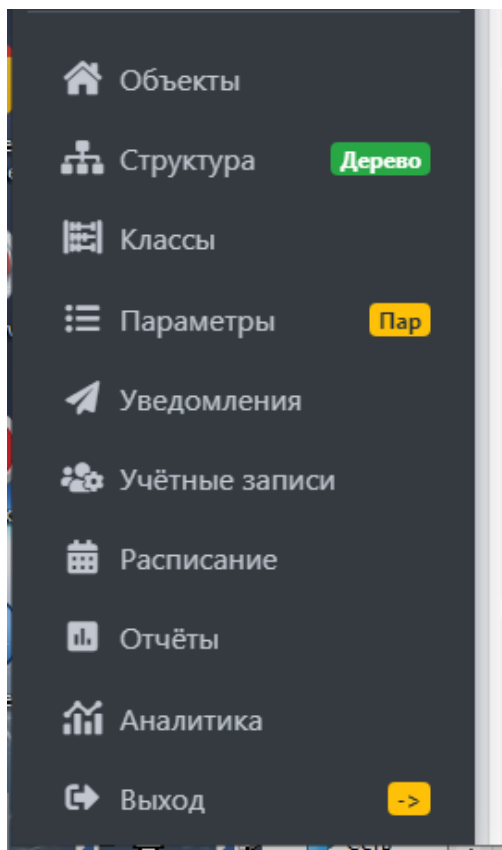 Объекты
Структура Дерево
Классы
Параметры Пар
Уведомления
Учётные записи
Расписание
Отчёты
Аналитика
Выход ->